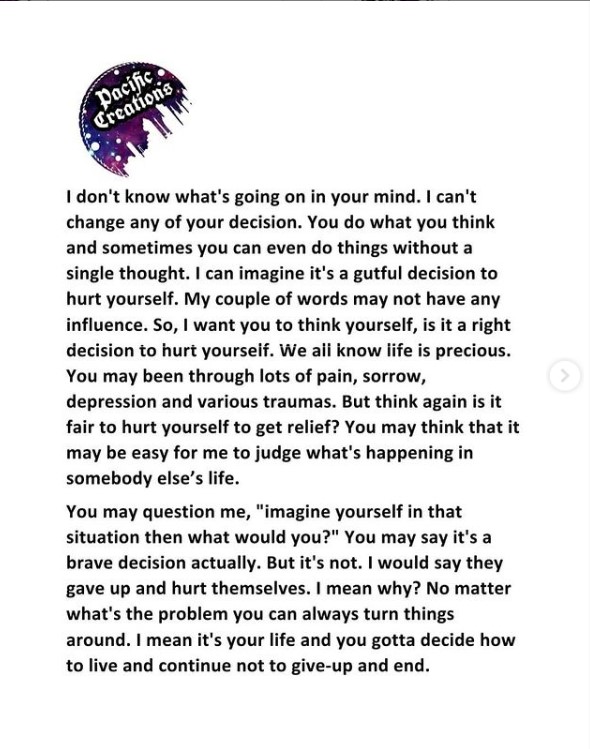 Pacific
Creations
I don't know what's going on in your mind. I can't
change any of your decision. You do what you think
and sometimes you can even do things without a
single thought. I can imagine it's a gutful decision to
hurt yourself. My couple of words may not have any
influence. So, I want you to think yourself, is it a right
decision to hurt yourself. We all know life is precious.
You may been through lots of pain, sorrow,
depression and various traumas. But think again is it
fair to hurt yourself to get relief? You may think that it
may be easy for me to judge what's happening in
somebody else’s life.
You may question me, "imagine yourself in that
situation then what would you?" You may say it's a
brave decision actually. But it's not. I would say they
gave up and hurt themselves. I mean why? No matter
what's the problem you can always turn things
around. I mean it's your life and you gotta decide how
to live and continue not to give-up and end.